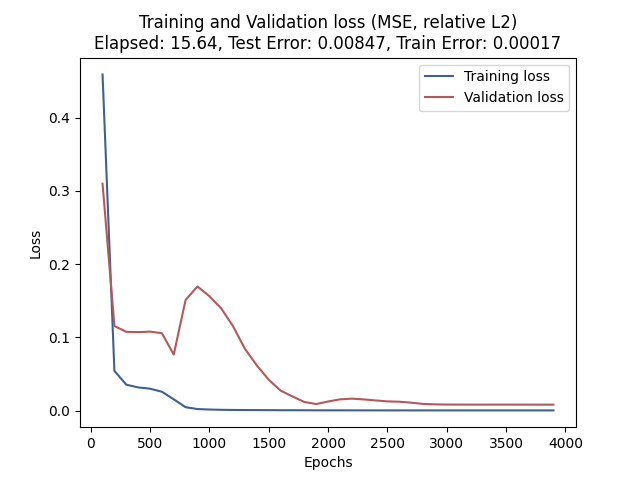 Training and Validation loss (MSE, relative L2)
Elapsed: 15.64, Test Error: 0.00847, Train Error: 0.00017
Training loss
Validation loss
Loss
0.4
0.3
0.2
0.1
0.0
0 500 1000 1500 2000 2500 3000 3500 4000
Epochs